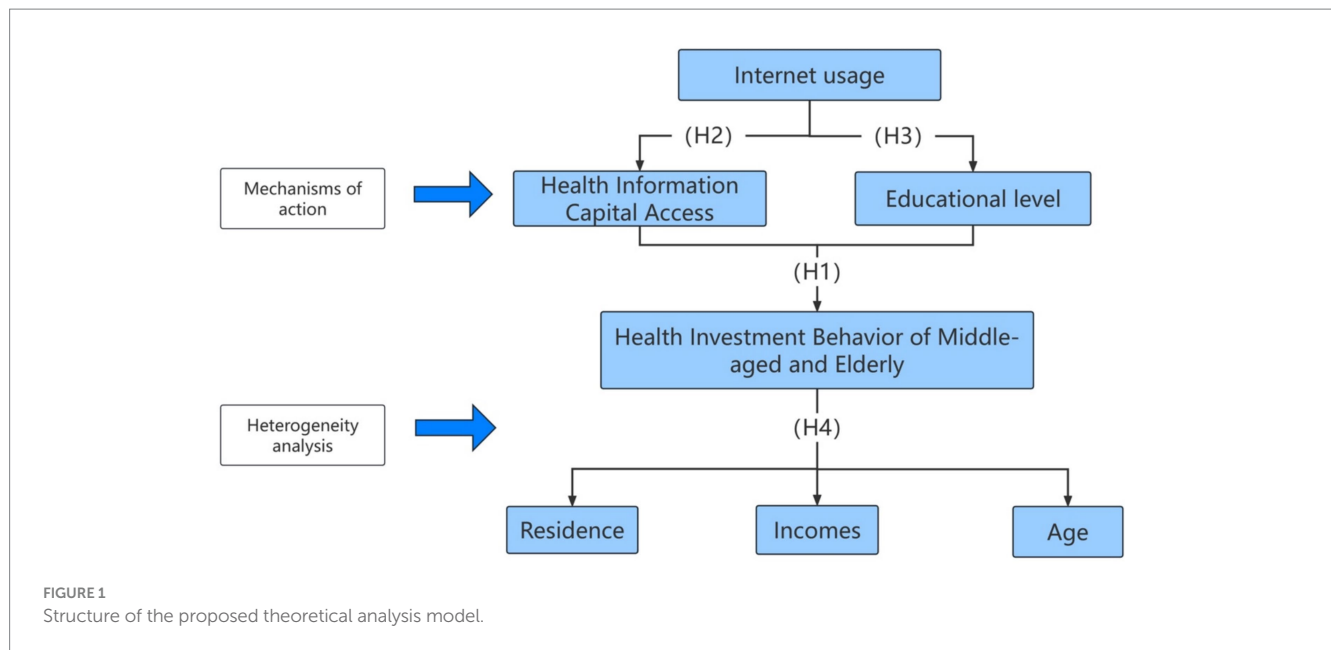 Internet usage
(H2)
(H3)
Mechanisms of
action
Health Information
Capital Access
Educational level
(H1)
Health Investment Behavior of Middle-
aged and Elderly
Heterogeneity
analysis
(H4)
Residence
Incomes
Age
FIGURE 1
Structure of the proposed theoretical analysis model.